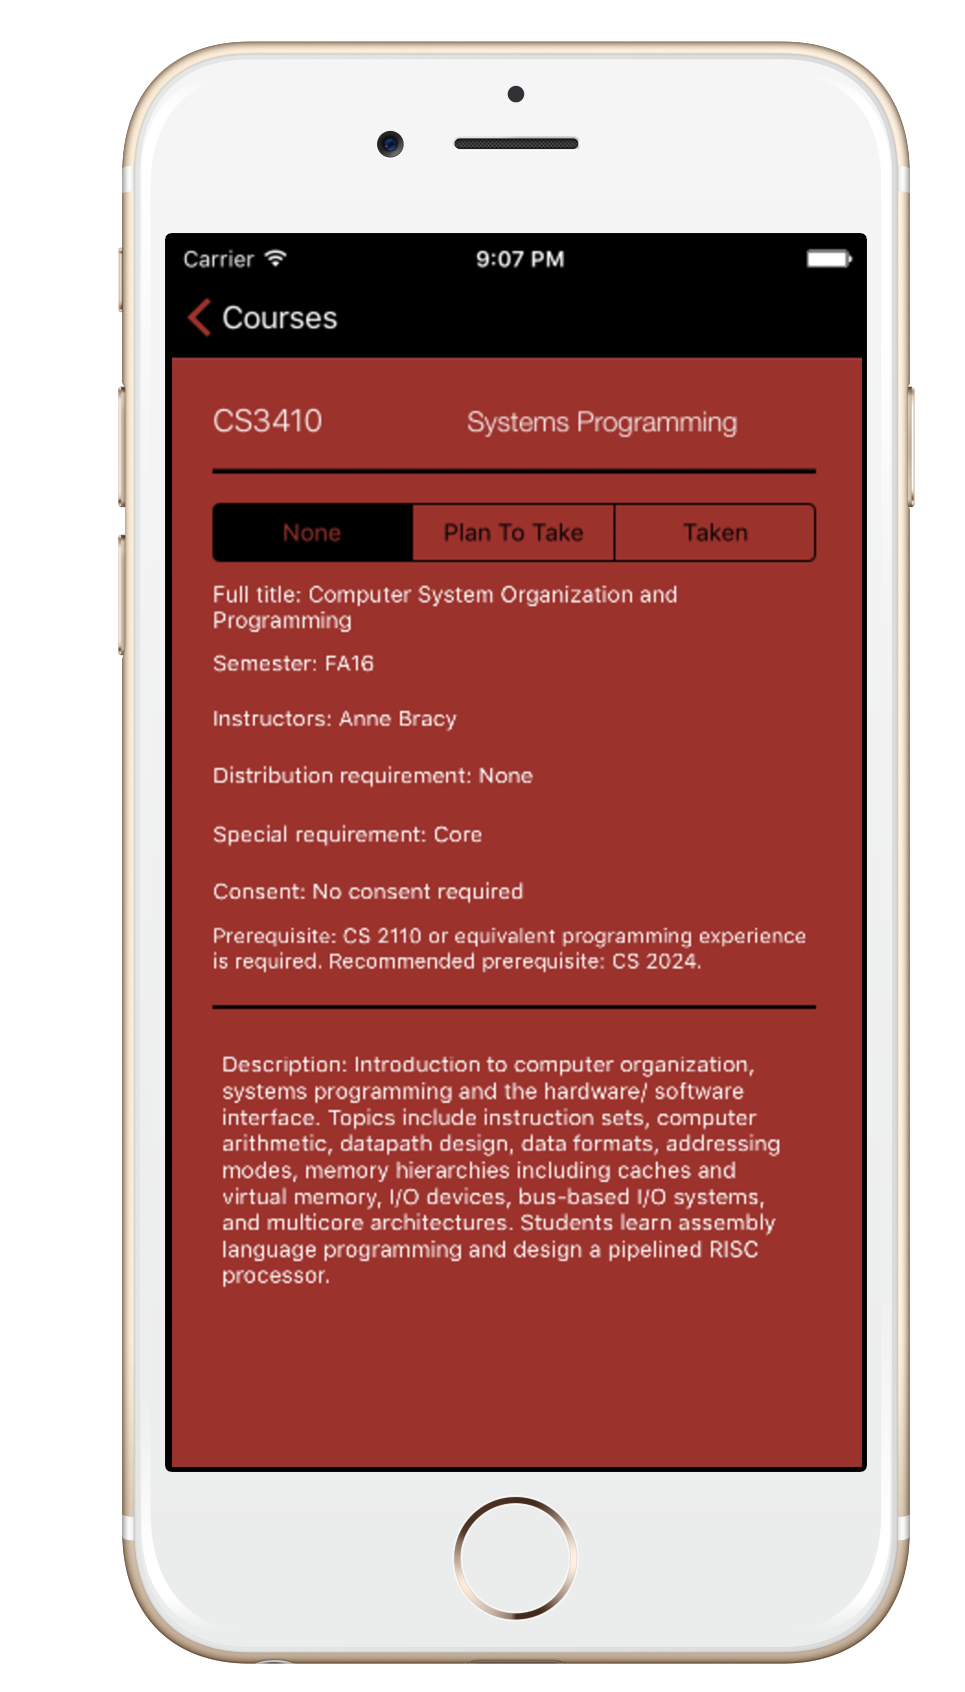 Carrier 9:07 PM
Courses
CS3410 Systems Programming
None Plan To Take Taken
Full title: Computer System Organization and
Programming
Semester: FA16
Instructors: Anne Bracy
Distribution requirement: None
Special requirement: Core
Consent: No consent required
Prerequisite: CS 2110 or equivalent programming experience
is required. Recommended prerequisite: CS 2024.
Description: Introduction to computer organization,
systems programming and the hardware/ software
interface. Topics include instruction sets, computer
arithmetic, datapath design, data formats, addressing
modes, memory hierarchies including caches and
virtual memory, I/O devices, bus-based I/O systems,
and multicore architectures. Students learn assembly
language programming and design a pipelined RISC
processor.